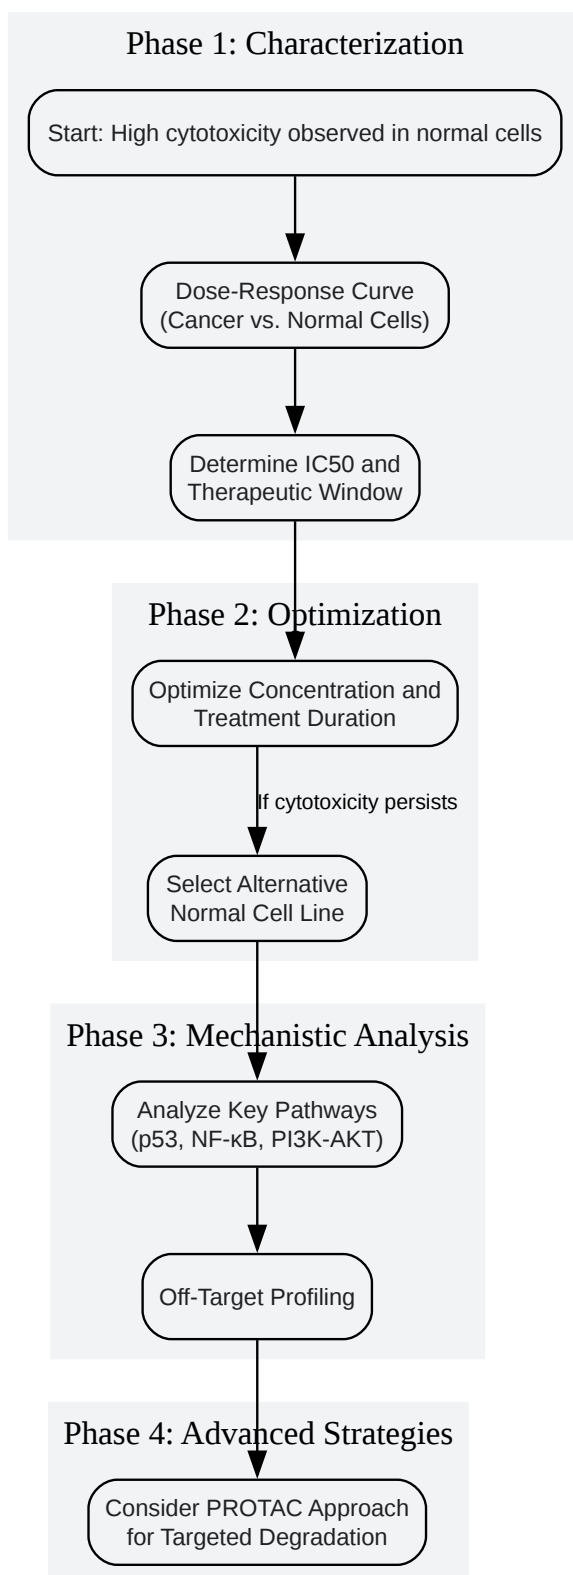 Phase 1: Characterization
Start: High cytotoxicity observed in normal cells
Dose-Response Curve
(Cancer vs. Normal Cells)
Determine IC50 and
Therapeutic Window
Phase 2: Optimization
Optimize Concentration and
Treatment Duration
If cytotoxicity persists
Select Alternative
Normal Cell Line
Phase 3: Mechanistic Analysis
Analyze Key Pathways
(p53, NF-κB, PI3K-AKT)
Off-Target Profiling
Phase 4: Advanced Strategies
Consider PROTAC Approach
for Targeted Degradation